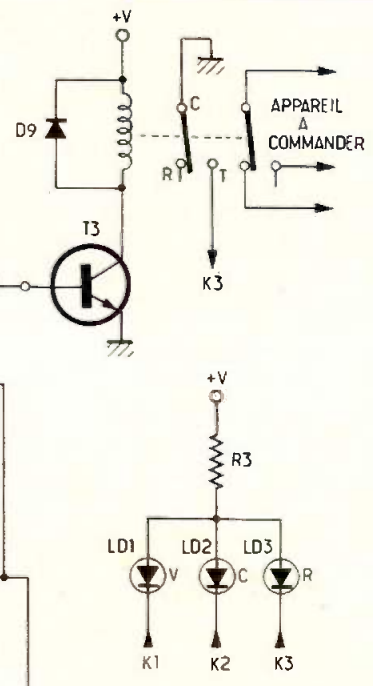 +V
D9
C
R
T
APPAREIL
A
COMMANDER
T3
K3
+V
R3
LD1
V
LD2
C
LD3
R
K1
K2
K3